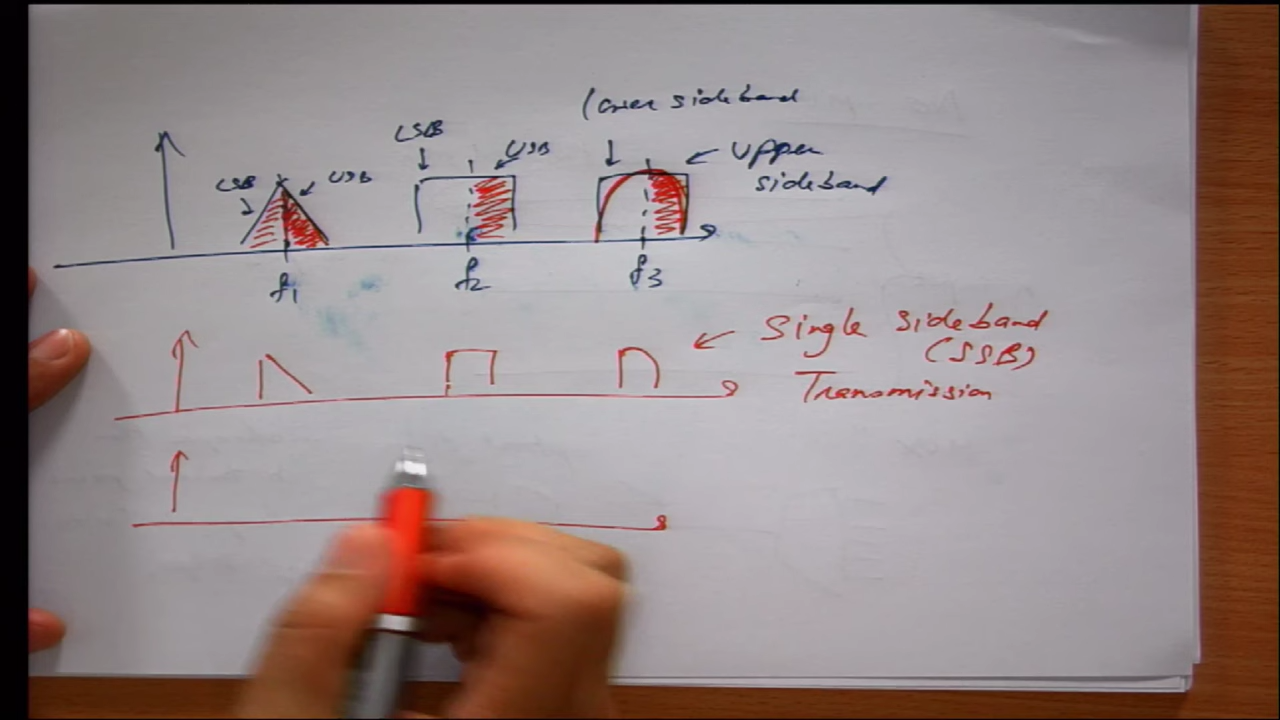 Lower sideband
LSB
USB
Upper
sideband
LSB
USB
f1
f2
f3
Single sideband
(SSB)
Transmission